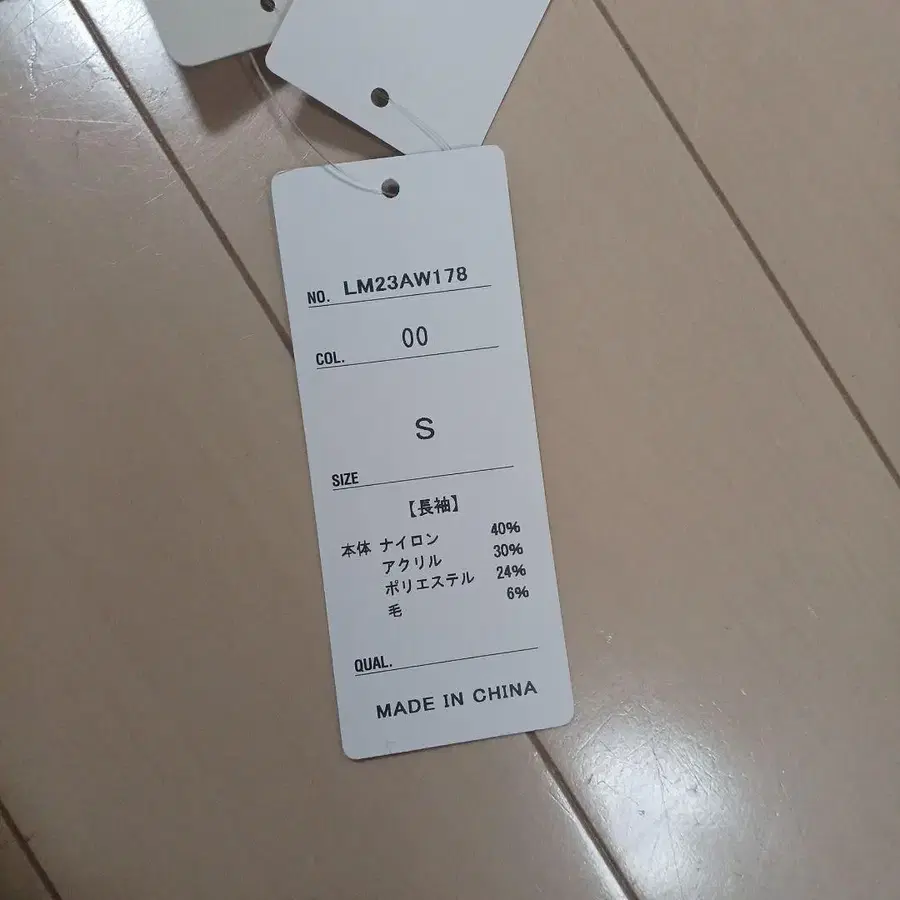 NO. LM23AW178
COL. 00
S
SIZE
【長袖】
本体 ナイロン 40%
アクリル 30%
ポリエステル 24%
毛 6%
QUAL.
MADE IN CHINA